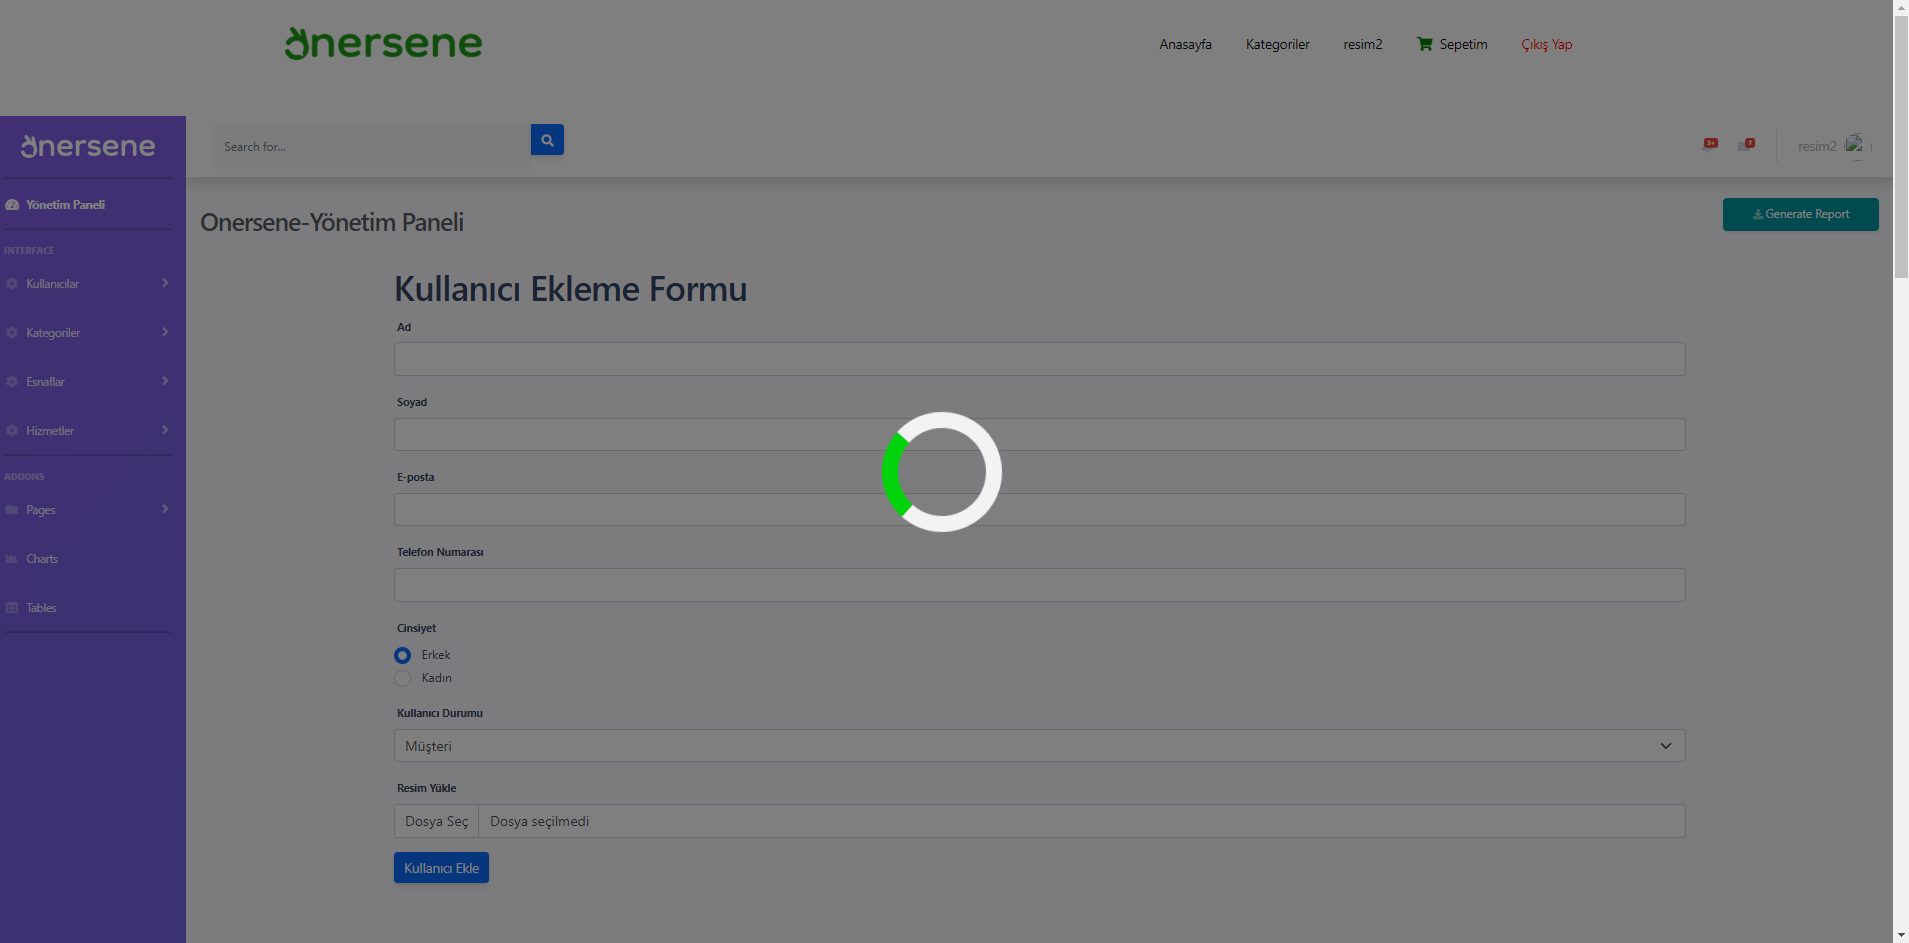 önersene
Anasayfa Kategoriler resim2 Sepetim Çıkış Yap
önersene
Search for...
3+ 7 resim2
Yönetim Paneli
Onersene-Yönetim Paneli
Generate Report
INTERFACE
Kullanıcılar
Kategoriler
Esnaflar
Hizmetler
ADDONS
Pages
Charts
Tables
Kullanıcı Ekleme Formu
Ad
Soyad
E-posta
Telefon Numarası
Cinsiyet
Erkek
Kadın
Kullanıcı Durumu
Müşteri
Resim Yükle
Dosya Seç Dosya seçilmedi
Kullanıcı Ekle